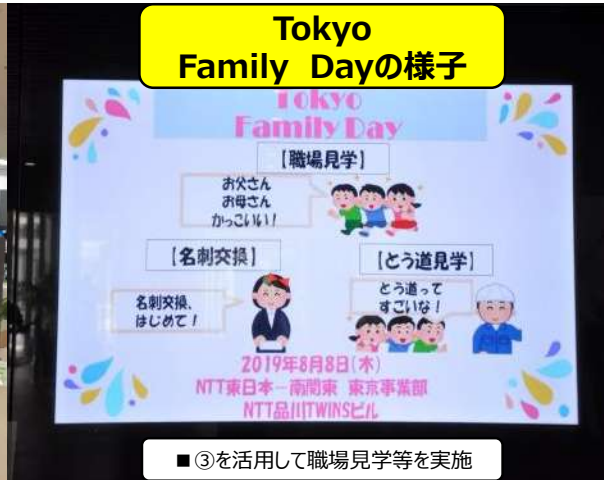 Tokyo
Family Dayの様子
Tokyo
Family Day
【職場見学】
お父さん
お母さん
かっこいい！
【名刺交換】
名刺交換、
はじめて！
【とう道見学】
とう道って
すごいな！
2019年8月8日(木)
NTT東日本－南関東 東京事業部
NTT品川TWINSビル
■③を活用して職場見学等を実施